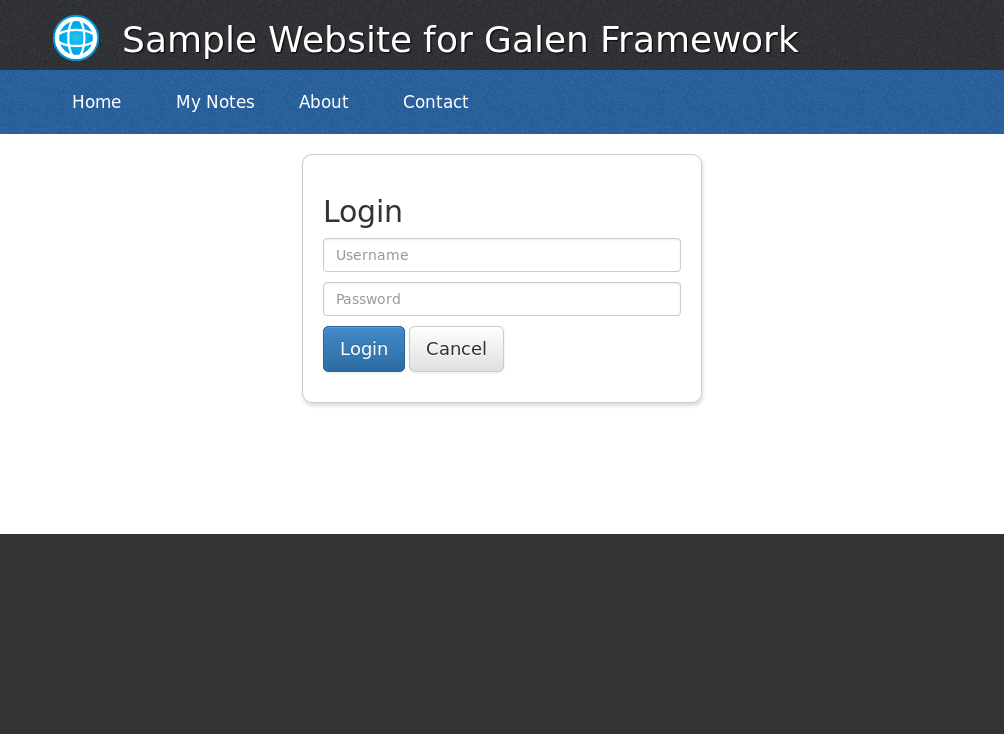 Sample Website for Galen Framework
Home My Notes About Contact
Login
Username
Password
Login Cancel